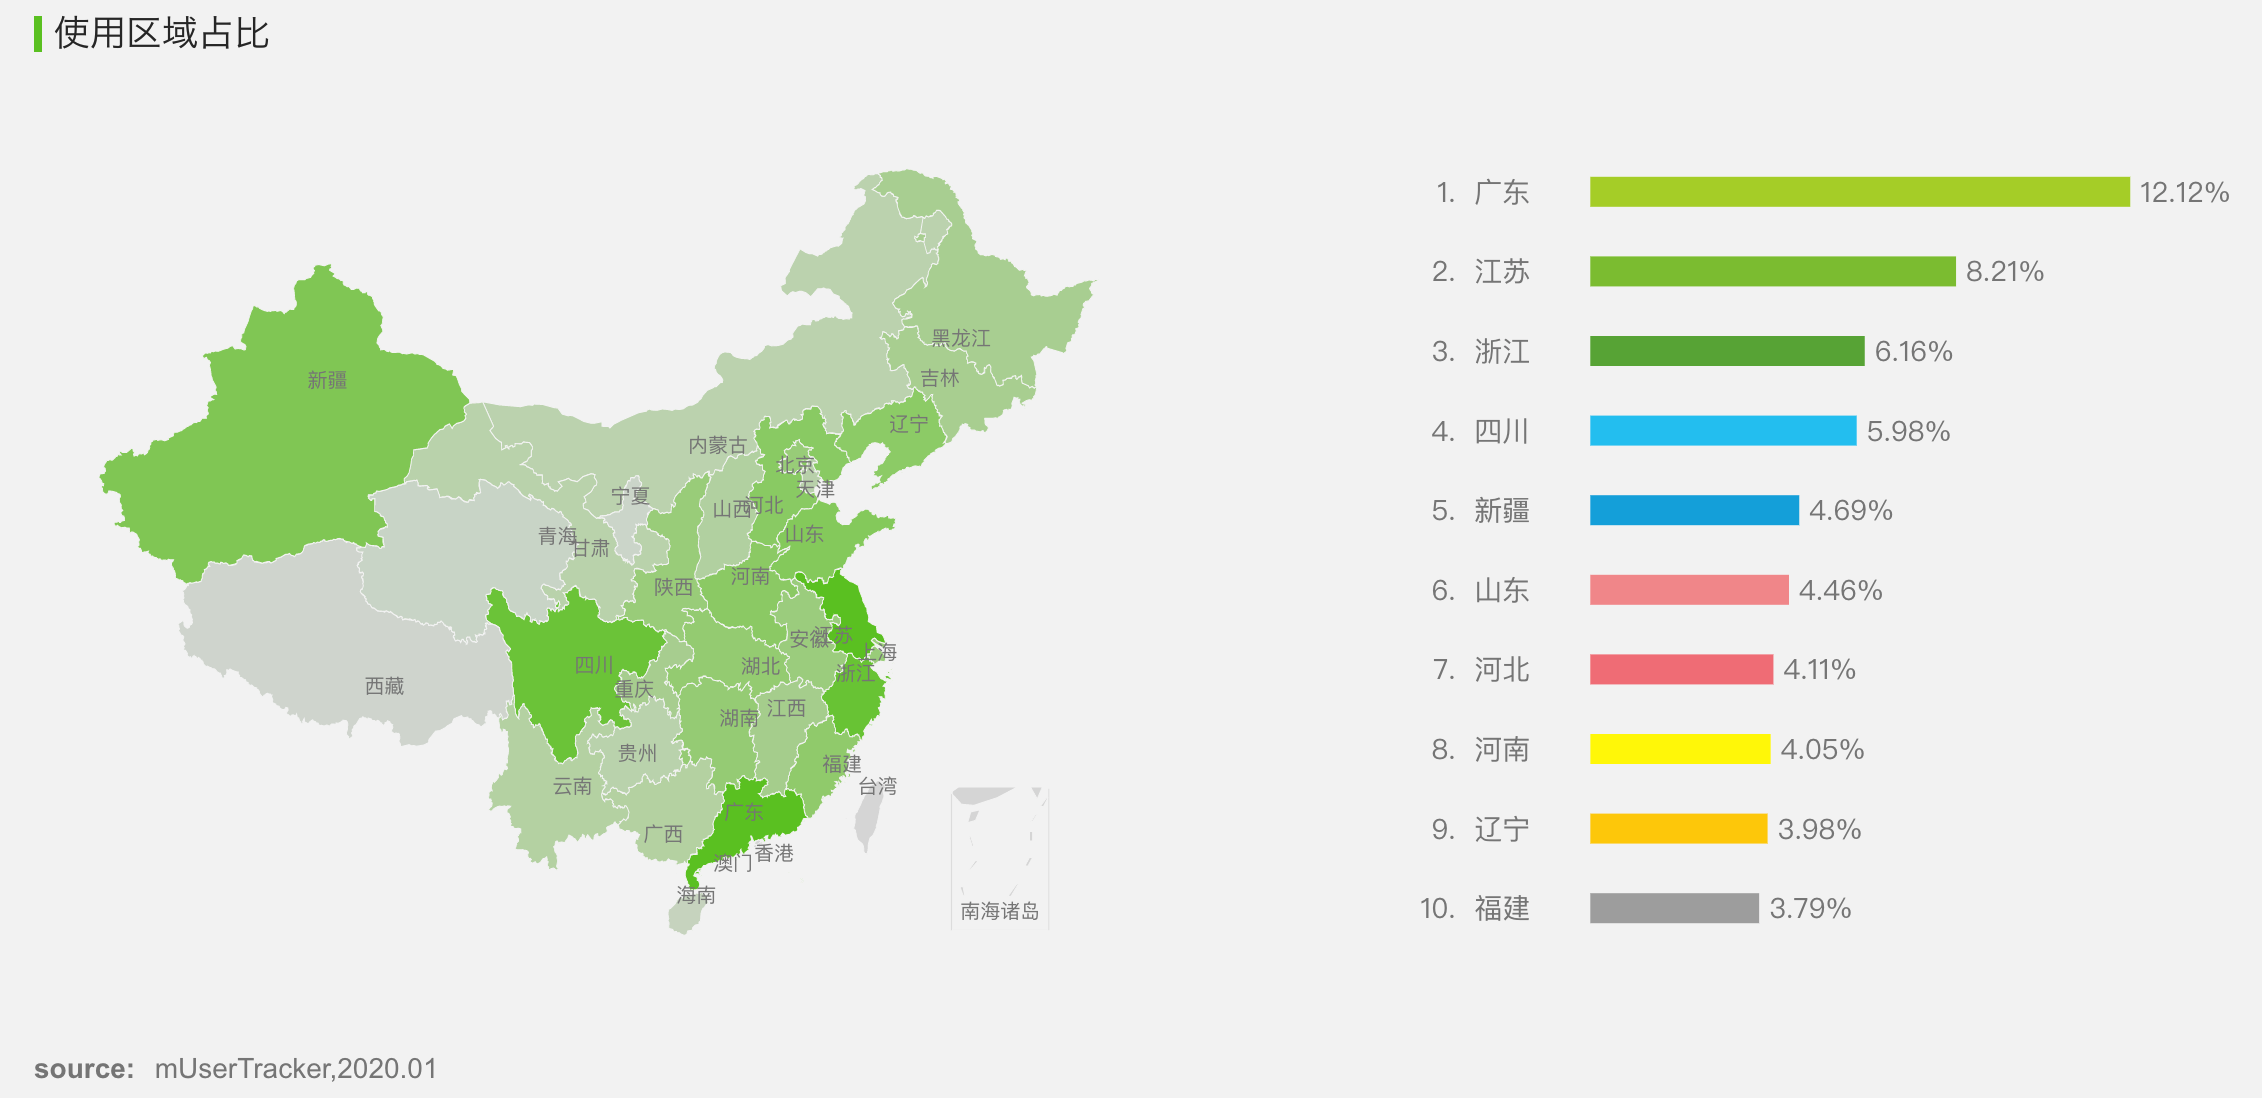 使用区域占比
黑龙江
吉林
新疆
辽宁
内蒙古
北京
天津
宁夏
山西
河北
山东
青海
甘肃
河南
陕西
安徽
江苏
上海
四川
湖北
浙江
西藏
重庆
江西
湖南
贵州
福建
云南
台湾
广东
广西
香港
澳门
海南
南海诸岛
1. 广东 12.12%
2. 江苏 8.21%
3. 浙江 6.16%
4. 四川 5.98%
5. 新疆 4.69%
6. 山东 4.46%
7. 河北 4.11%
8. 河南 4.05%
9. 辽宁 3.98%
10. 福建 3.79%
source: mUserTracker,2020.01